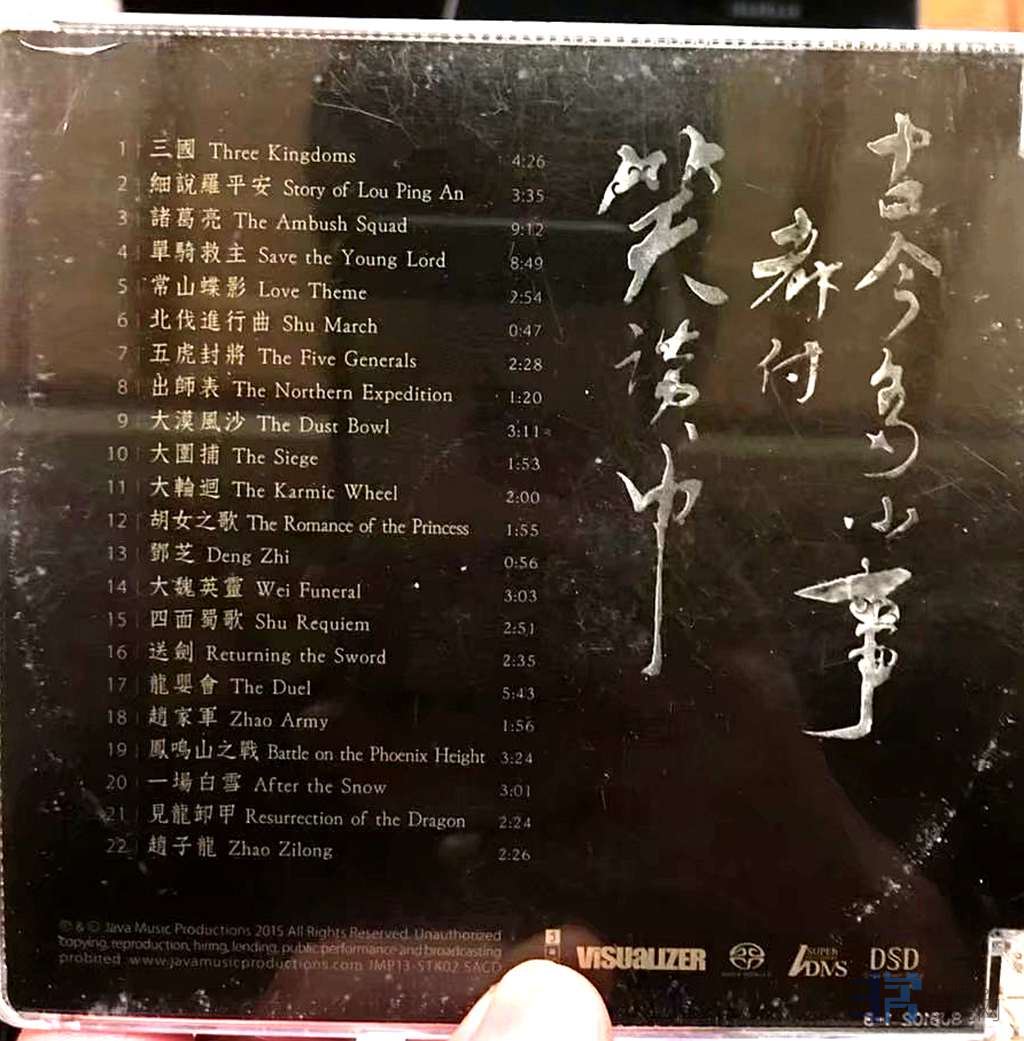 1 三國 Three Kingdoms 4:26
2 細說羅平安 Story of Lou Ping An 3:35
3 諸葛亮 The Ambush Squad 9:12
4 單騎救主 Save the Young Lord 8:49
5 常山蝶影 Love Theme 2:54
6 北伐進行曲 Shu March 0:47
7 五虎封將 The Five Generals 2:28
8 出師表 The Northern Expedition 1:20
9 大漠風沙 The Dust Bowl 3:11
10 大圍捕 The Siege 1:53
11 大輪迴 The Karmic Wheel 2:00
12 胡女之歌 The Romance of the Princess 1:55
13 鄧芝 Deng Zhi 0:56
14 大魏英靈 Wei Funeral 3:03
15 四面蜀歌 Shu Requiem 2:51
16 送劍 Returning the Sword 2:35
17 龍嬰會 The Duel 5:43
18 趙家軍 Zhao Army 1:56
19 鳳鳴山之戰 Battle on the Phoenix Height 3:24
20 一場白雪 After the Snow 3:01
21 見龍卸甲 Resurrection of the Dragon 2:24
22 趙子龍 Zhao Zilong 2:26
古今多少事
都付
笑談中
℗ & © Java Music Productions 2015 All Rights Reserved. Unauthorized
copying, reproduction, hiring, lending, public performance and broadcasting
probited. www.javamusicproductions.com JMP13-STK02 SACD
VISUALIZER
SUPER
DMS
DSD